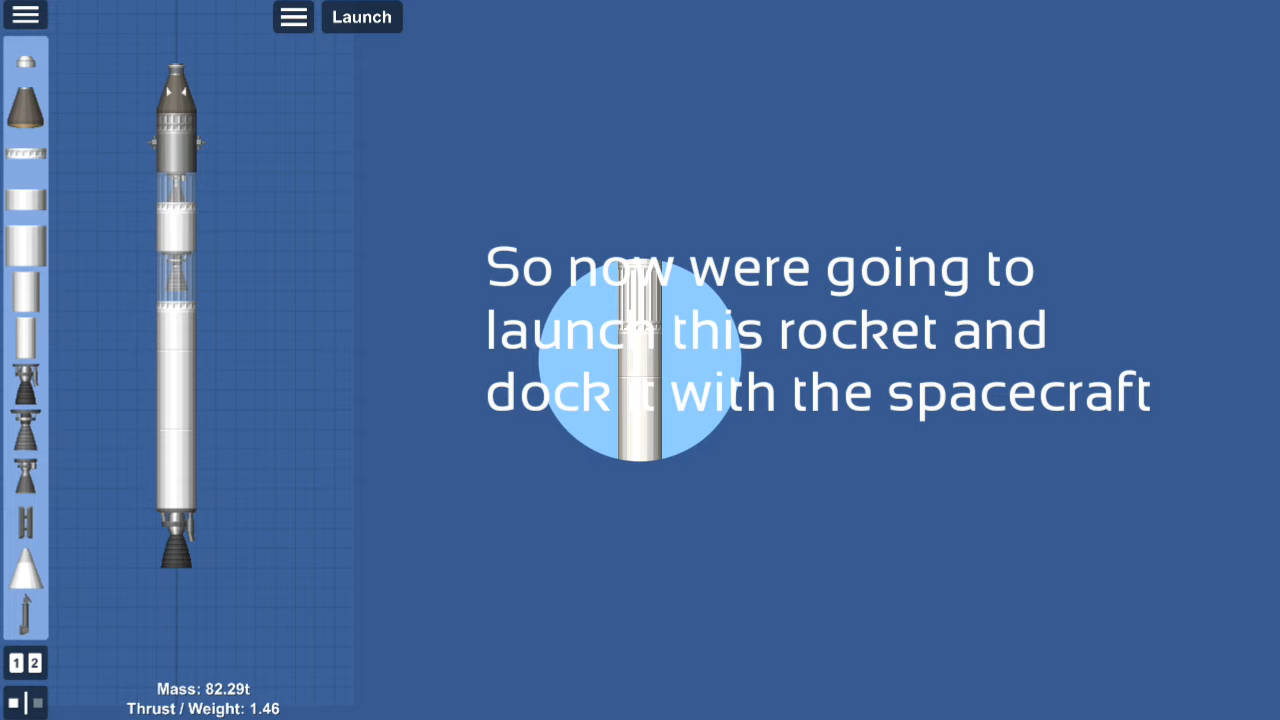 Launch
So now were going to
launch this rocket and
dock it with the spacecraft
1 2
Mass: 82.29t
Thrust / Weight: 1.46